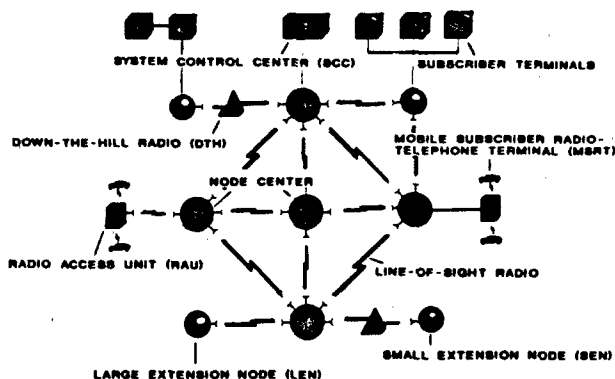 SYSTEM CONTROL CENTER (SCC)
SUBSCRIBER TERMINALS
DOWN-THE-HILL RADIO (DTH)
MOBILE SUBSCRIBER RADIO-
TELEPHONE TERMINAL (MSRT)
NODE CENTER
RADIO ACCESS UNIT (RAU)
LINE-OF-SIGHT RADIO
LARGE EXTENSION NODE (LEN)
SMALL EXTENSION NODE (SEN)